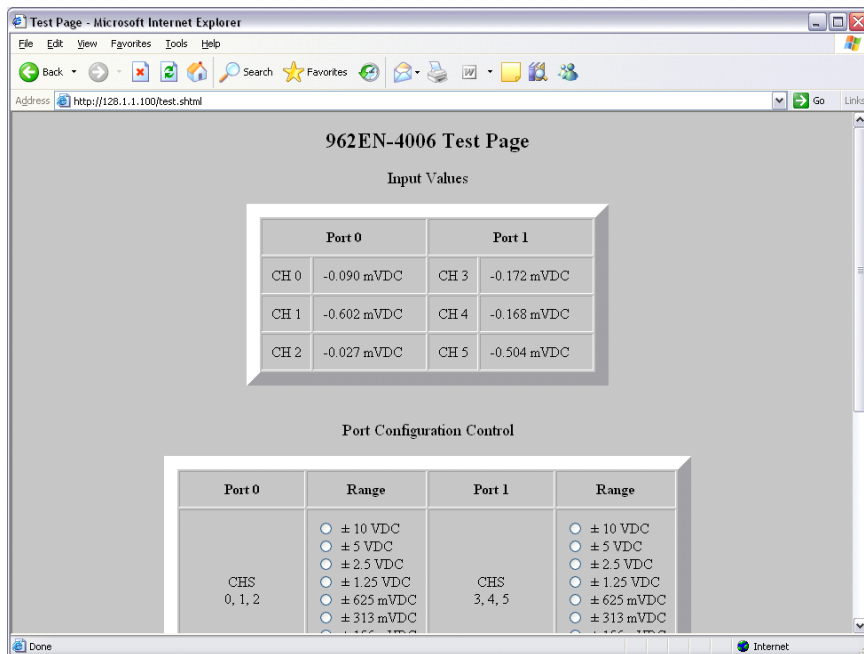 Test Page - Microsoft Internet Explorer
File Edit View Favorites Tools Help
Back Search Favorites
Address http://128.1.1.100/test.shtml Go Links
962EN-4006 Test Page
Input Values
Port 0 Port 1
CH 0 -0.090 mVDC CH 3 -0.172 mVDC
CH 1 -0.602 mVDC CH 4 -0.168 mVDC
CH 2 -0.027 mVDC CH 5 -0.504 mVDC
Port Configuration Control
Port 0 Range Port 1 Range
± 10 VDC ± 10 VDC
± 5 VDC ± 5 VDC
± 2.5 VDC ± 2.5 VDC
CHS ± 1.25 VDC CHS ± 1.25 VDC
0, 1, 2 ± 625 mVDC 3, 4, 5 ± 625 mVDC
± 313 mVDC ± 313 mVDC
Done Internet